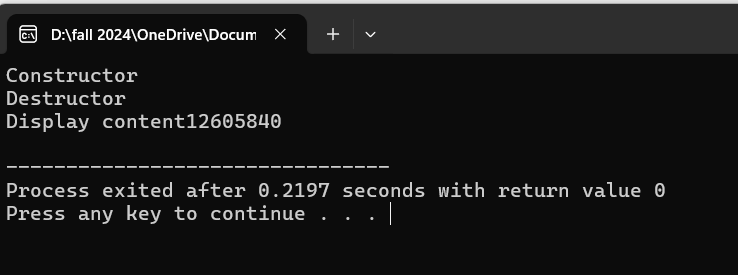 D:\fall 2024\OneDrive\Docum
Constructor
Destructor
Display content12605840
--------------------------------
Process exited after 0.2197 seconds with return value 0
Press any key to continue . . .